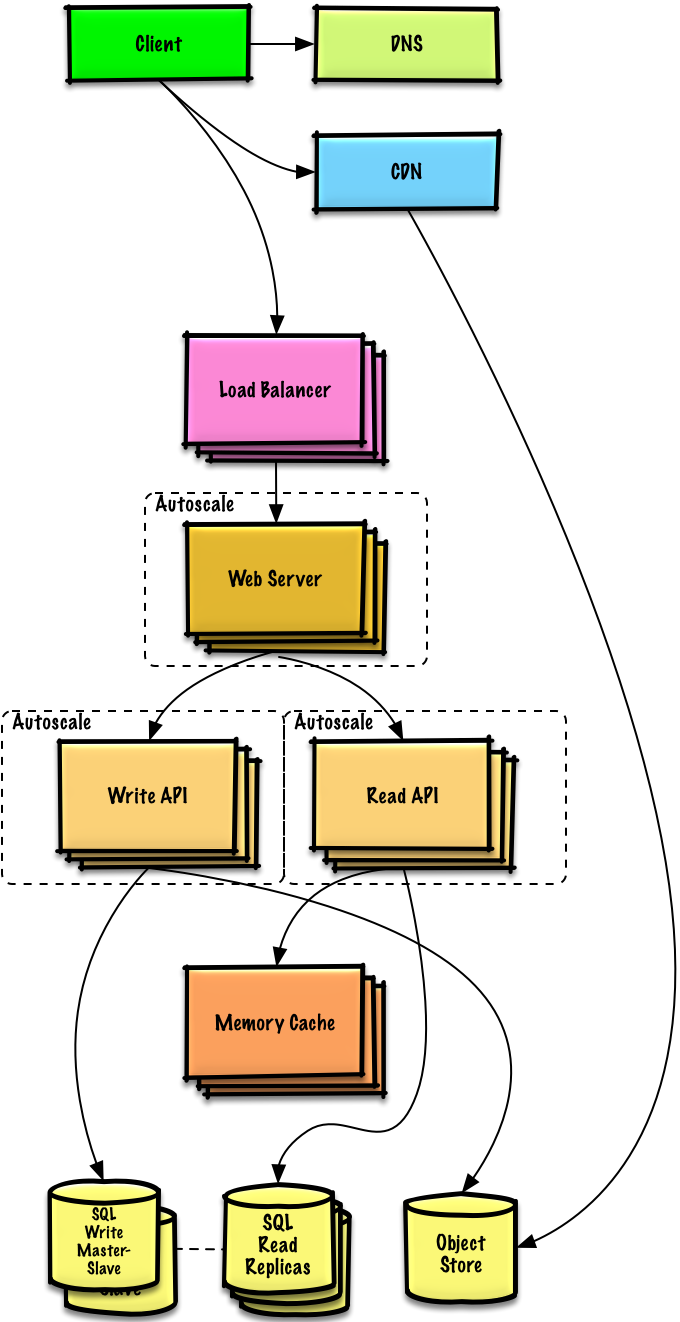 Client
DNS
CDN
Load Balancer
Autoscale
Web Server
Autoscale
Autoscale
Write API
Read API
Memory Cache
SQL
Write
Master-
Slave
Slave
SQL
Read
Replicas
Object
Store